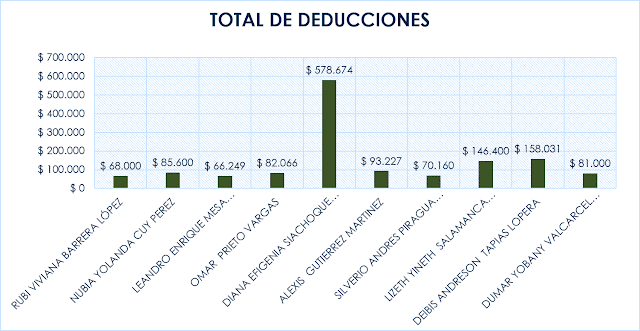 TOTAL DE DEDUCCIONES
$ 700.000
$ 600.000
$ 500.000
$ 400.000
$ 300.000
$ 200.000
$ 100.000
$ 0
$ 68.000
$ 85.600
$ 66.249
$ 82.066
$ 578.674
$ 93.227
$ 70.160
$ 146.400
$ 158.031
$ 81.000
RUBI VIVIANA BARRERA LÓPEZ
NUBIA YOLANDA CUY PEREZ
LEANDRO ENRIQUE MESA…
OMAR PRIETO VARGAS
DIANA EFIGENIA SIACHOQUE…
ALEXIS GUTIERREZ MARTINEZ
SILVERIO ANDRES PIRAGUA…
LIZETH YINETH SALAMANCA…
DEIBIS ANDRESON TAPIAS LOPERA
DUMAR YOBANY VALCARCEL…